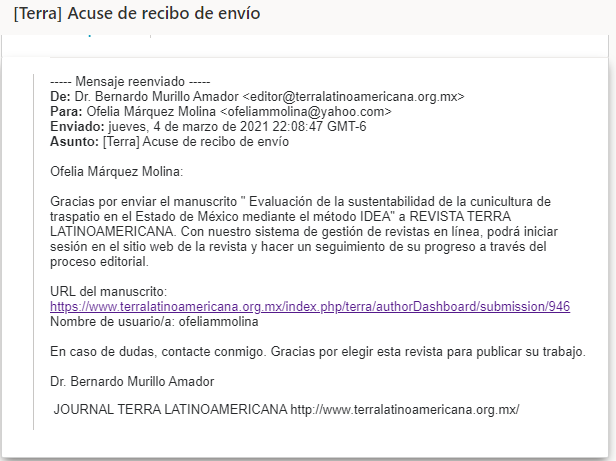 [Terra] Acuse de recibo de envío
----- Mensaje reenviado -----
De: Dr. Bernardo Murillo Amador <editor@terralatinoamericana.org.mx>
Para: Ofelia Márquez Molina <ofeliammolina@yahoo.com>
Enviado: jueves, 4 de marzo de 2021 22:08:47 GMT-6
Asunto: [Terra] Acuse de recibo de envío
Ofelia Márquez Molina:
Gracias por enviar el manuscrito " Evaluación de la sustentabilidad de la cunicultura de
traspatio en el Estado de México mediante el método IDEA" a REVISTA TERRA
LATINOAMERICANA. Con nuestro sistema de gestión de revistas en línea, podrá iniciar
sesión en el sitio web de la revista y hacer un seguimiento de su progreso a través del
proceso editorial.
URL del manuscrito:
https://www.terralatinoamericana.org.mx/index.php/terra/authorDashboard/submission/946
Nombre de usuario/a: ofeliammolina
En caso de dudas, contacte conmigo. Gracias por elegir esta revista para publicar su trabajo.
Dr. Bernardo Murillo Amador
JOURNAL TERRA LATINOAMERICANA http://www.terralatinoamericana.org.mx/